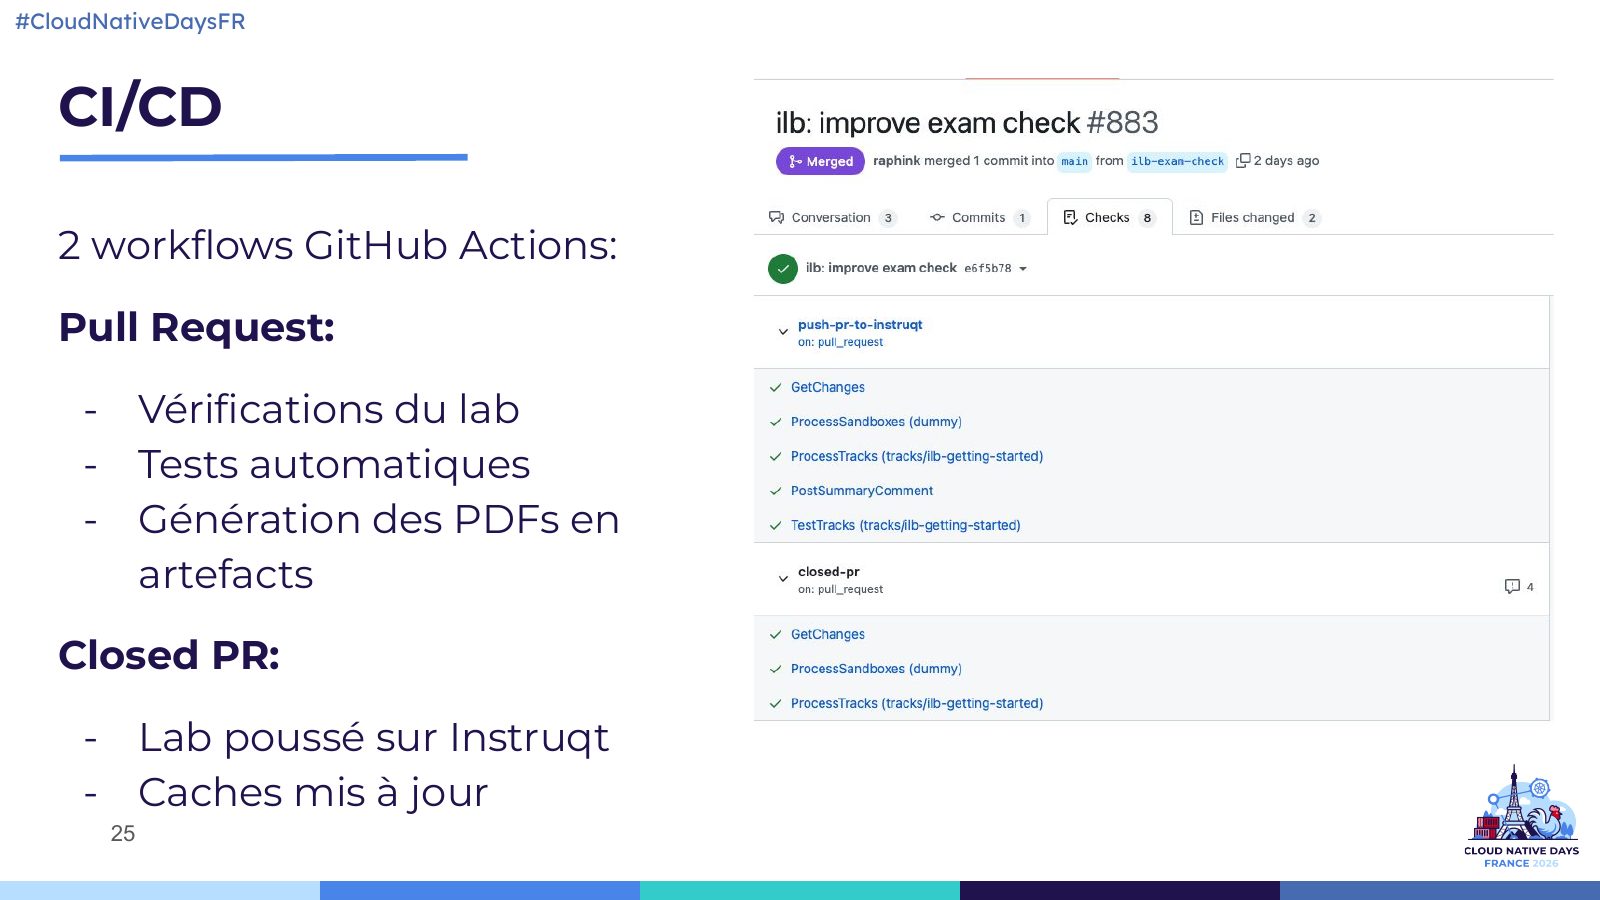 #CloudNativeDaysFR
CI/CD
2 workflows GitHub Actions:
Pull Request:
- Vérifications du lab
- Tests automatiques
- Génération des PDFs en
artefacts
Closed PR:
- Lab poussé sur Instruqt
- Caches mis à jour
25
ilb: improve exam check #883
Merged raphink merged 1 commit into main from ilb-exam-check 2 days ago
Conversation 3 Commits 1 Checks 8 Files changed 2
ilb: improve exam check e6f5b78
push-pr-to-instruqt
on: pull_request
GetChanges
ProcessSandboxes (dummy)
ProcessTracks (tracks/ilb-getting-started)
PostSummaryComment
TestTracks (tracks/ilb-getting-started)
closed-pr
on: pull_request
4
GetChanges
ProcessSandboxes (dummy)
ProcessTracks (tracks/ilb-getting-started)
CLOUD NATIVE DAYS
FRANCE 2026